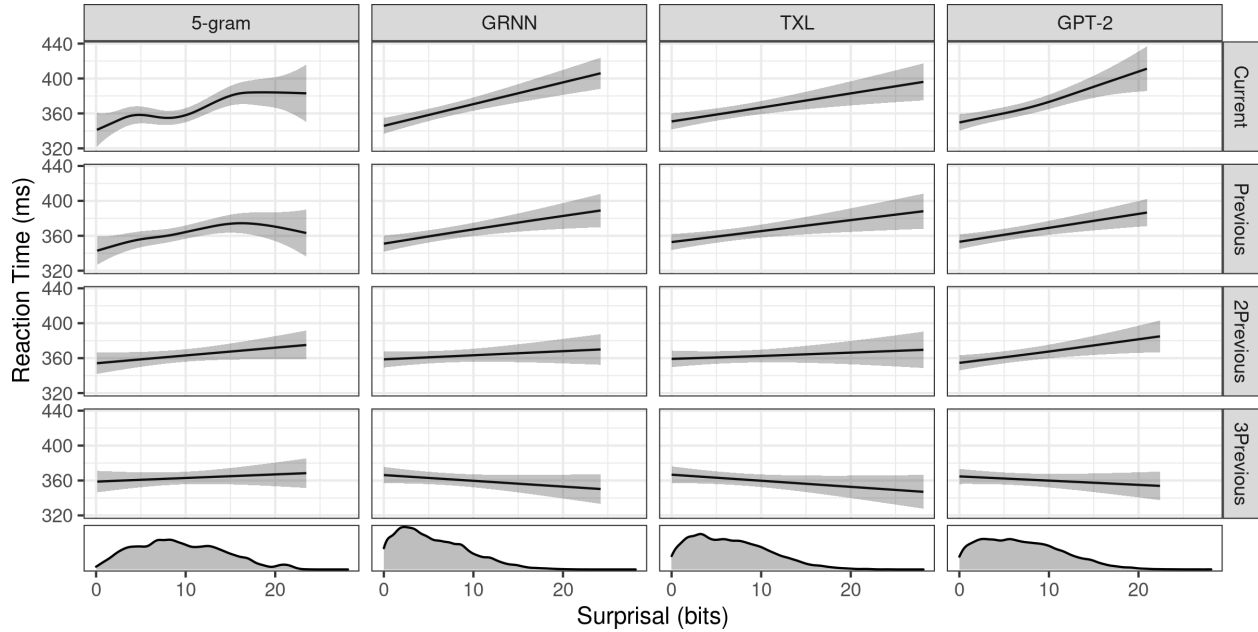 5-gram GRNN TXL GPT-2
440
400
360
320
Current
440
400
360
320
Previous
440
400
360
320
2Previous
440
400
360
320
3Previous
Reaction Time (ms)
0 10 20 0 10 20 0 10 20 0 10 20
Surprisal (bits)